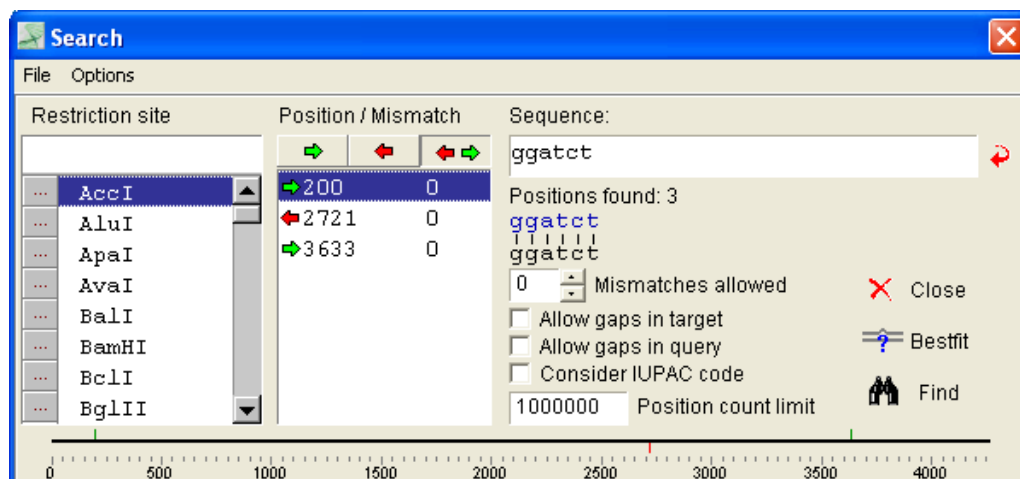 Search
File Options
Restriction site Position / Mismatch Sequence:
ggatct
... AccI 200 0 Positions found: 3
... AluI 2721 0 ggatct
... ApaI 3633 0 ggatct
... AvaI 0 Mismatches allowed Close
... BalI Allow gaps in target
... BamHI Allow gaps in query Bestfit
... BclI Consider IUPAC code
... BglII 1000000 Position count limit Find
0 500 1000 1500 2000 2500 3000 3500 4000